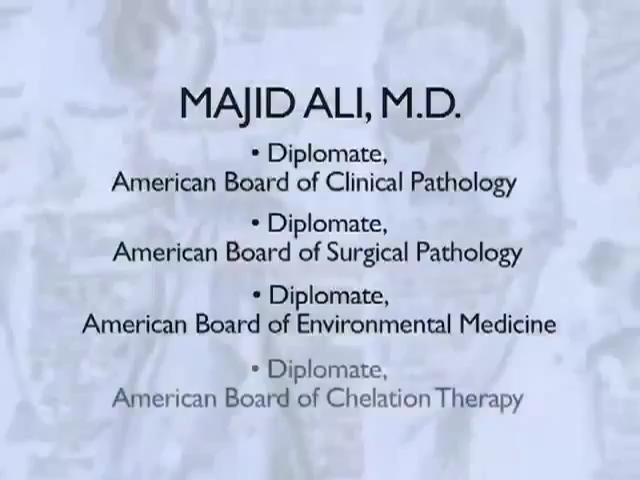 MAJID ALI, M.D.
• Diplomate,
American Board of Clinical Pathology
• Diplomate,
American Board of Surgical Pathology
• Diplomate,
American Board of Environmental Medicine
• Diplomate,
American Board of Chelation Therapy